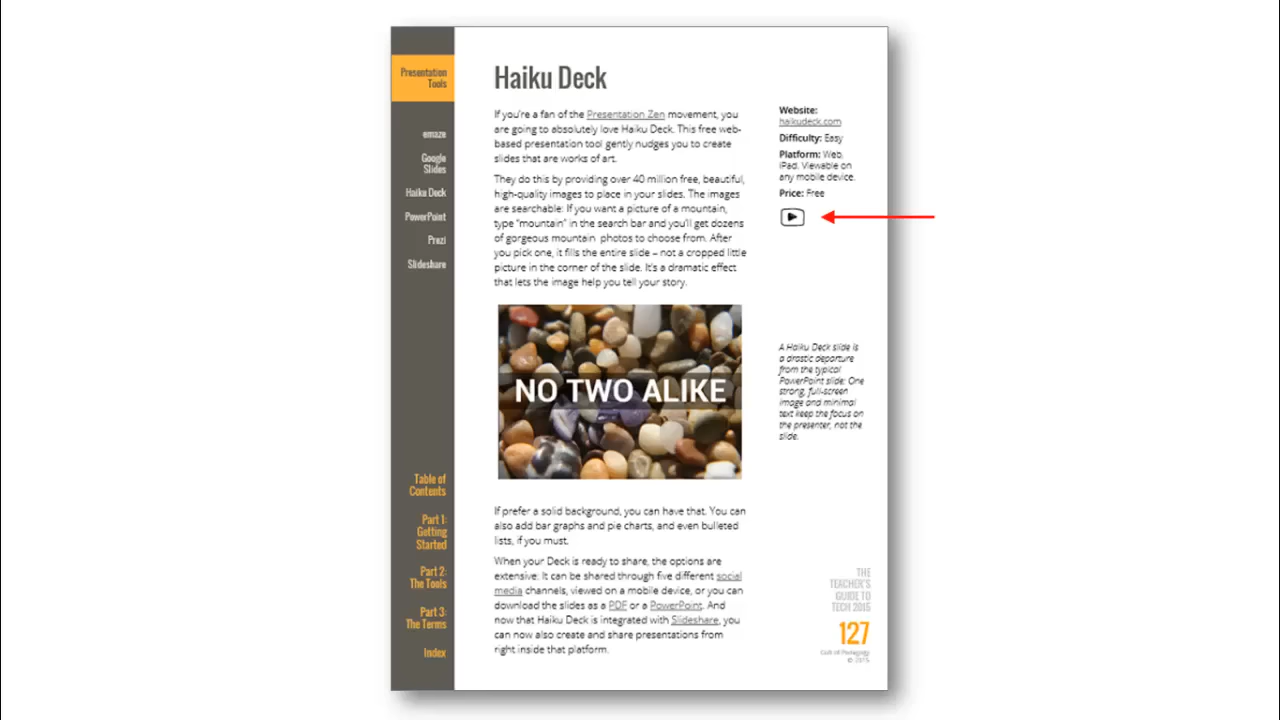 Presentation
Tools
emaze
Google
Slides
Haiku Deck
PowerPoint
Prezi
Slideshare
Table of
Contents
Part 1:
Getting
Started
Part 2:
The Tools
Part 3:
The Terms
Index
Haiku Deck
If you're a fan of the Presentation Zen movement, you
are going to absolutely love Haiku Deck. This free web-
based presentation tool gently nudges you to create
slides that are works of art.
They do this by providing over 40 million free, beautiful,
high-quality images to place in your slides. The images
are searchable: If you want a picture of a mountain,
type "mountain" in the search bar and you'll get dozens
of gorgeous mountain photos to choose from. After
you pick one, it fills the entire slide – not a cropped little
picture in the corner of the slide. It's a dramatic effect
that lets the image help you tell your story.
NO TWO ALIKE
If prefer a solid background, you can have that. You can
also add bar graphs and pie charts, and even bulleted
lists, if you must.
When your Deck is ready to share, the options are
extensive: It can be shared through five different social
media channels, viewed on a mobile device, or you can
download the slides as a PDF or a PowerPoint. And
now that Haiku Deck is integrated with Slideshare, you
can now also create and share presentations from
right inside that platform.
Website:
haikudeck.com
Difficulty: Easy
Platform: Web,
iPad. Viewable on
any mobile device.
Price: Free
A Haiku Deck slide is
a drastic departure
from the typical
PowerPoint slide: One
strong, full-screen
image and minimal
text keep the focus on
the presenter, not the
slide.
THE
TEACHER'S
GUIDE TO
TECH 2015
127
Cult of Pedagogy
© 2015